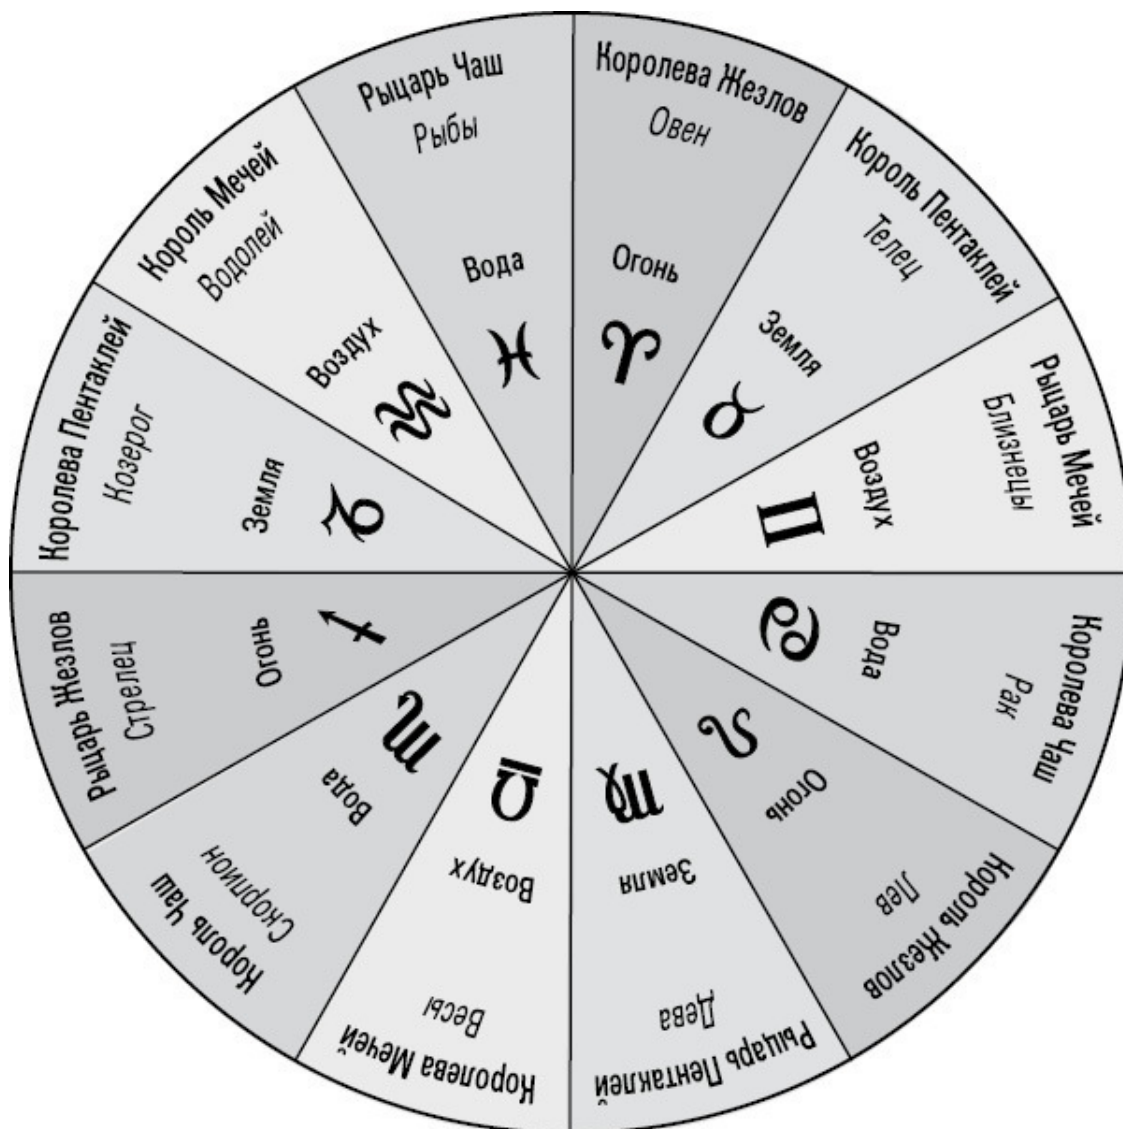 Королева Жезлов
Овен
Огонь
♈
Король Пентаклей
Телец
Земля
♉
Рыцарь Мечей
Близнецы
Воздух
♊
Королева Чаш
Рак
Вода
♋
Король Жезлов
Лев
Огонь
♌
Рыцарь Пентаклей
Дева
Земля
♍
Королева Мечей
Весы
Воздух
♎
Король Чаш
Скорпион
Вода
♏
Рыцарь Жезлов
Стрелец
Огонь
♐
Королева Пентаклей
Козерог
Земля
♑
Король Мечей
Водолей
Воздух
♒
Рыцарь Чаш
Рыбы
Вода
♓